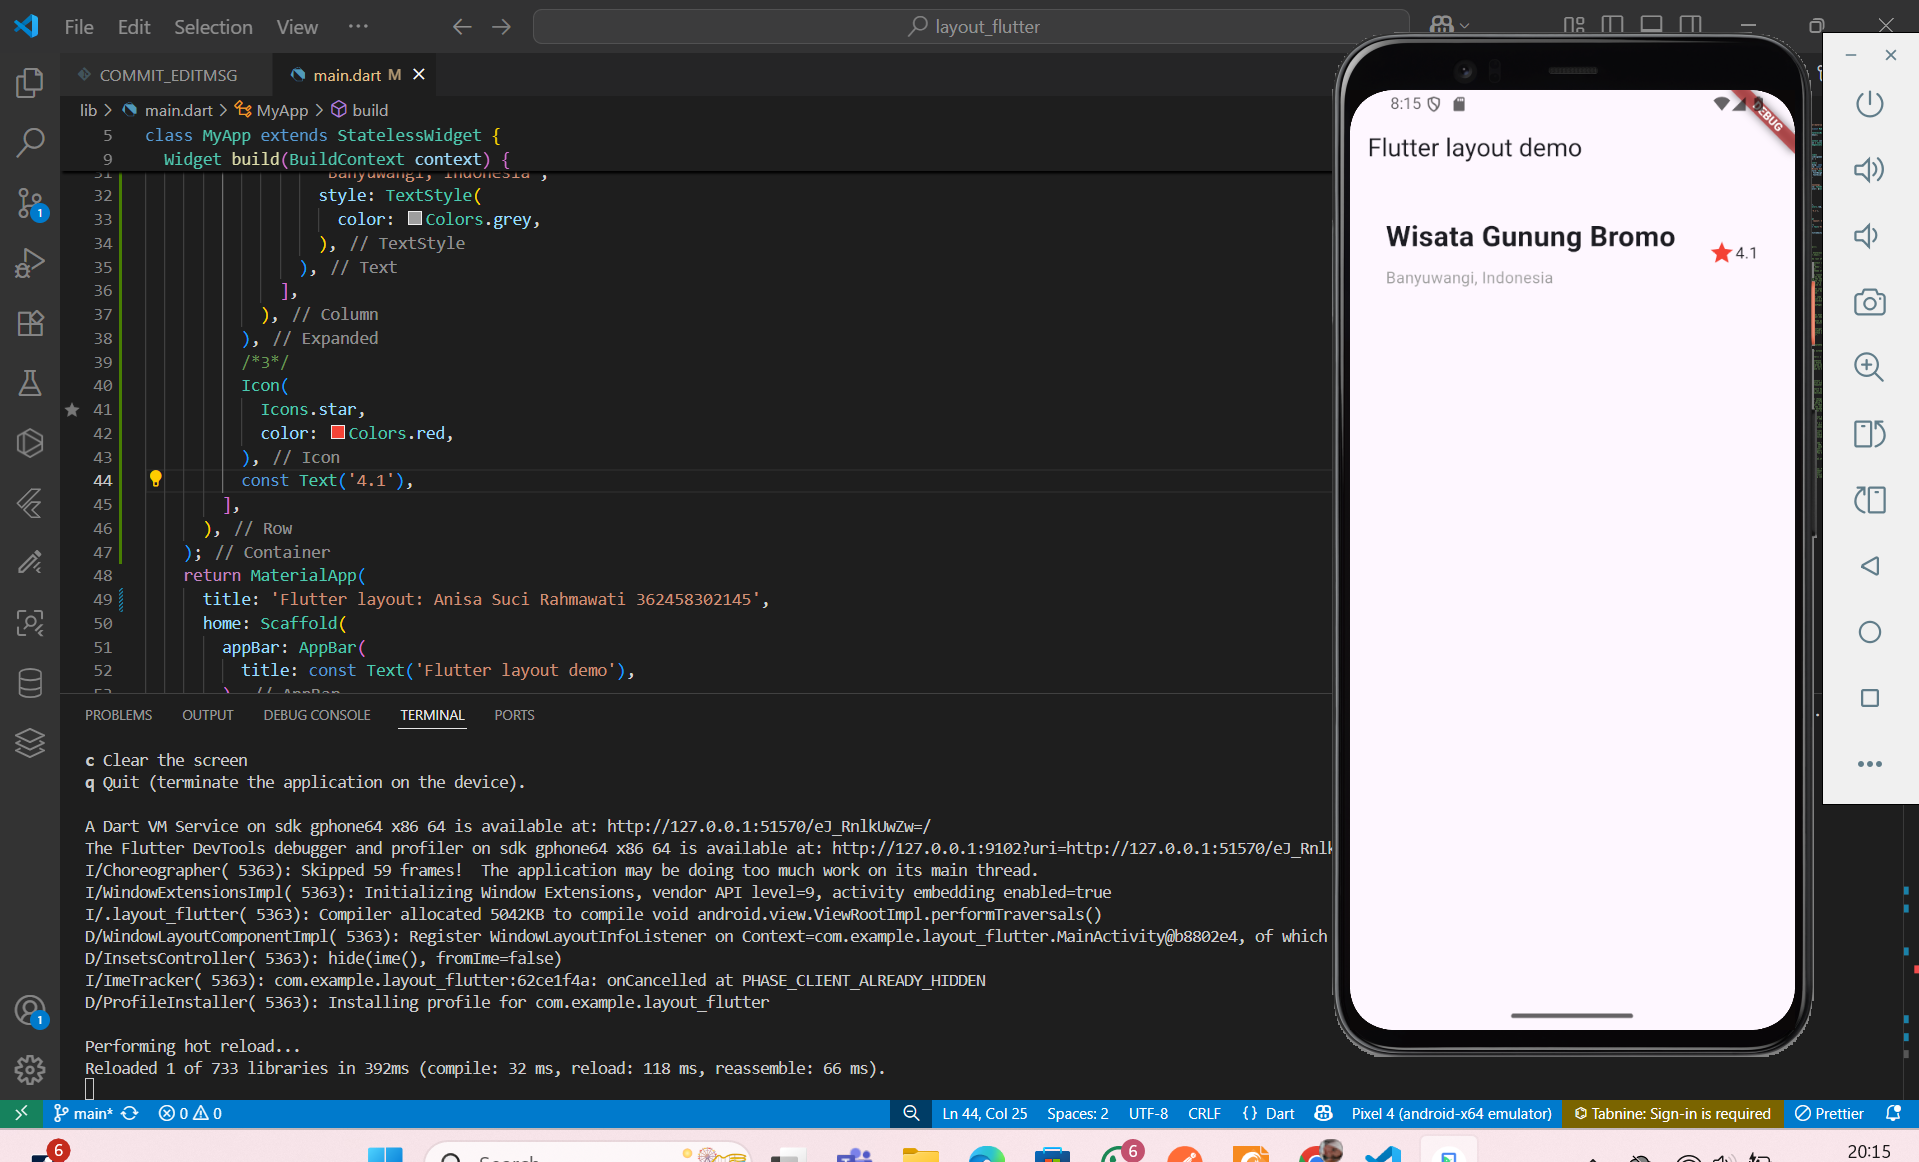 File Edit Selection View ··· layout_flutter
COMMIT_EDITMSG main.dart M
lib > main.dart > MyApp > build
5 class MyApp extends StatelessWidget {
9 Widget build(BuildContext context) {
31 'Banyuwangi, Indonesia',
32 style: TextStyle(
33 color: Colors.grey,
34 ), // TextStyle
35 ), // Text
36 ],
37 ), // Column
38 ), // Expanded
39 /*3*/
40 Icon(
41 Icons.star,
42 color: Colors.red,
43 ), // Icon
44 const Text('4.1'),
45 ],
46 ), // Row
47 ); // Container
48 return MaterialApp(
49 title: 'Flutter layout: Anisa Suci Rahmawati 362458302145',
50 home: Scaffold(
51 appBar: AppBar(
52 title: const Text('Flutter layout demo'),
53 ), // AppBar
PROBLEMS OUTPUT DEBUG CONSOLE TERMINAL PORTS
c Clear the screen
q Quit (terminate the application on the device).
A Dart VM Service on sdk gphone64 x86 64 is available at: http://127.0.0.1:51570/eJ_RnlkUwZw=/
The Flutter DevTools debugger and profiler on sdk gphone64 x86 64 is available at: http://127.0.0.1:9102?uri=http://127.0.0.1:51570/eJ_Rnlk
I/Choreographer( 5363): Skipped 59 frames!  The application may be doing too much work on its main thread.
I/WindowExtensionsImpl( 5363): Initializing Window Extensions, vendor API level=9, activity embedding enabled=true
I/.layout_flutter( 5363): Compiler allocated 5042KB to compile void android.view.ViewRootImpl.performTraversals()
D/WindowLayoutComponentImpl( 5363): Register WindowLayoutInfoListener on Context=com.example.layout_flutter.MainActivity@b8802e4, of which
D/InsetsController( 5363): hide(ime(), fromIme=false)
I/ImeTracker( 5363): com.example.layout_flutter:62ce1f4a: onCancelled at PHASE_CLIENT_ALREADY_HIDDEN
D/ProfileInstaller( 5363): Installing profile for com.example.layout_flutter
Performing hot reload...
Reloaded 1 of 733 libraries in 392ms (compile: 32 ms, reload: 118 ms, reassemble: 66 ms).
8:15
DEBUG
Flutter layout demo
Wisata Gunung Bromo
4.1
Banyuwangi, Indonesia
1
1
main* 0 0 Ln 44, Col 25 Spaces: 2 UTF-8 CRLF {} Dart Pixel 4 (android-x64 emulator) Tabnine: Sign-in is required Prettier
6 Search 6 20:15